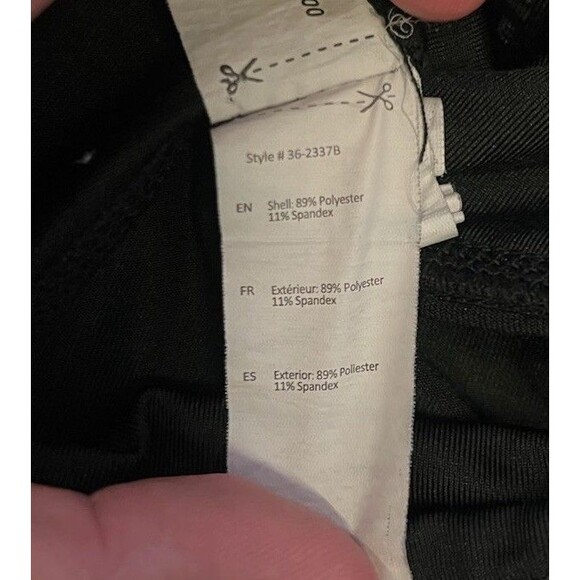 00
Style # 36-2337B
EN Shell: 89% Polyester
11% Spandex
FR Extérieur: 89% Polyester
11% Spandex
ES Exterior: 89% Poliester
11% Spandex